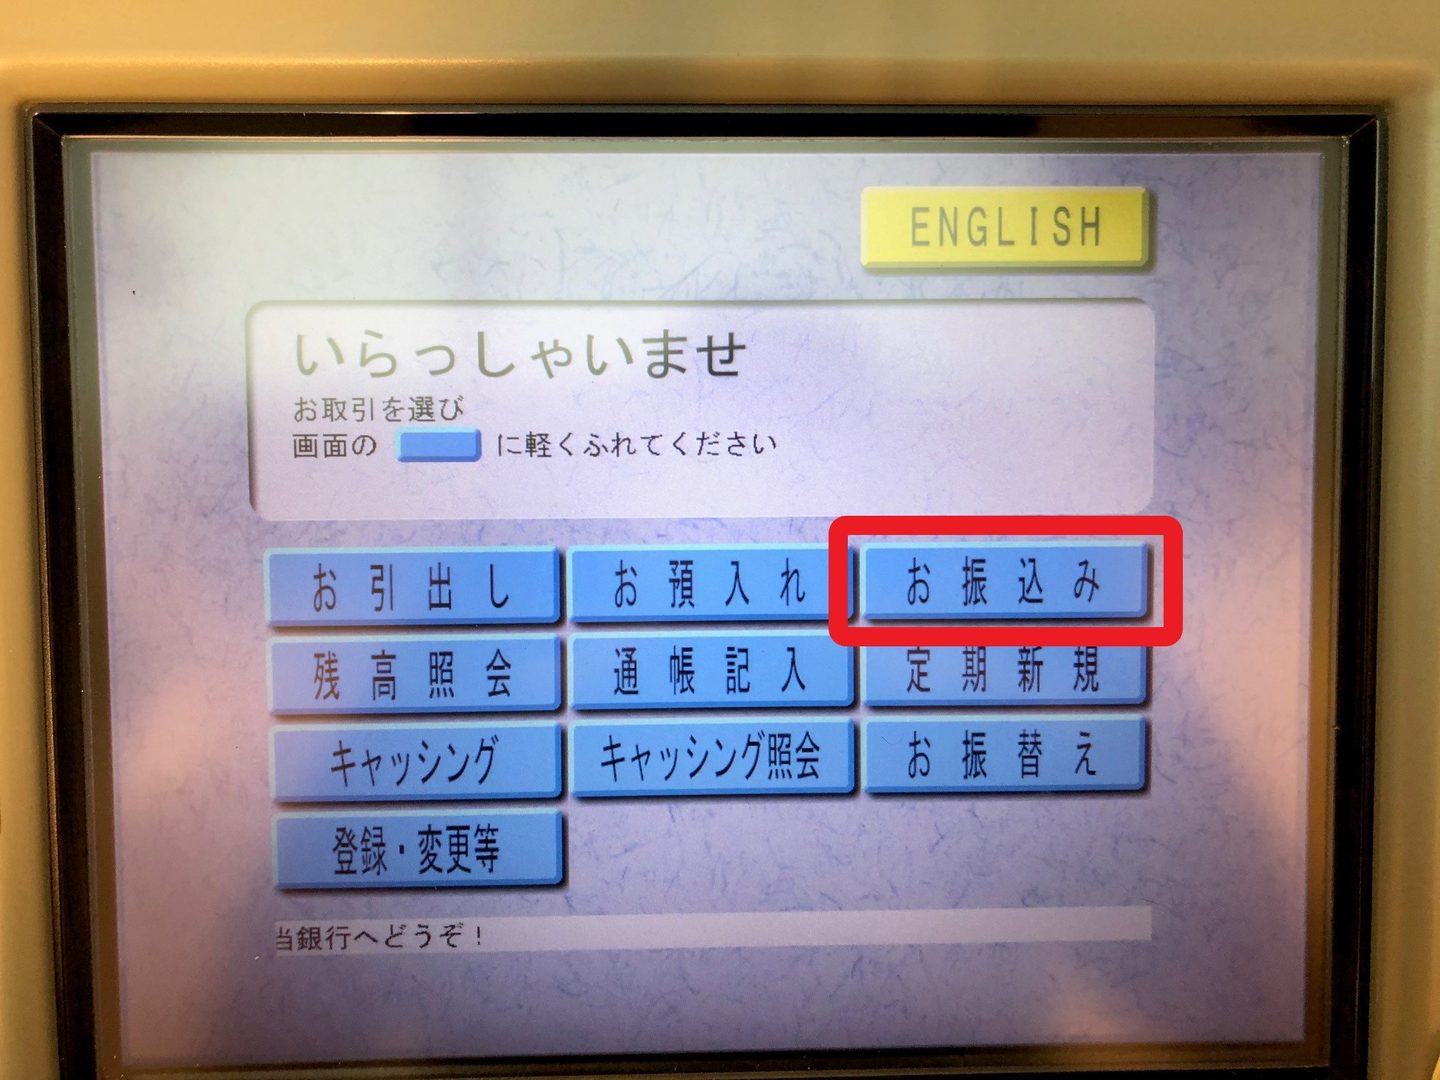 ENGLISH
いらっしゃいませ
お取引を選び
画面の に軽くふれてください
お引出し お預入れ お振込み
残高照会 通帳記入 定期新規
キャッシング キャッシング照会 お振替え
登録・変更等
当銀行へどうぞ！